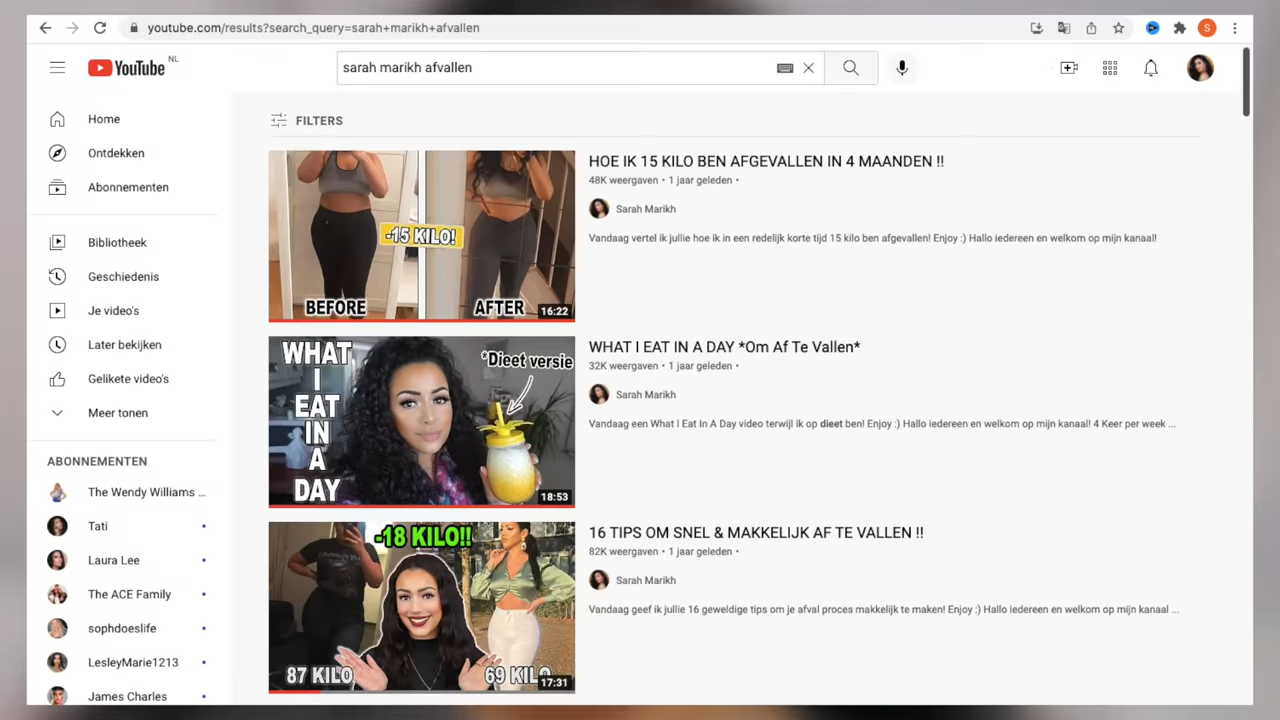 youtube.com/results?search_query=sarah+marikh+afvallen
S
YouTube NL
sarah marikh afvallen
Home
Ontdekken
Abonnementen
Bibliotheek
Geschiedenis
Je video's
Later bekijken
Gelikete video's
Meer tonen
ABONNEMENTEN
The Wendy Williams ...
Tati
Laura Lee
The ACE Family
sophdoeslife
LesleyMarie1213
James Charles
FILTERS
-15 KILO!
BEFORE
AFTER
16:22
HOE IK 15 KILO BEN AFGEVALLEN IN 4 MAANDEN !!
48K weergaven • 1 jaar geleden •
Sarah Marikh
Vandaag vertel ik jullie hoe ik in een redelijk korte tijd 15 kilo ben afgevallen! Enjoy :) Hallo iedereen en welkom op mijn kanaal!
WHAT
I
EAT
IN
A
DAY
*Dieet versie
18:53
WHAT I EAT IN A DAY *Om Af Te Vallen*
32K weergaven • 1 jaar geleden •
Sarah Marikh
Vandaag een What I Eat In A Day video terwijl ik op dieet ben! Enjoy :) Hallo iedereen en welkom op mijn kanaal! 4 Keer per week ...
-18 KILO!!
87 KILO
69 KILO
17:31
16 TIPS OM SNEL & MAKKELIJK AF TE VALLEN !!
82K weergaven • 1 jaar geleden •
Sarah Marikh
Vandaag geef ik jullie 16 geweldige tips om je afval proces makkelijk te maken! Enjoy :) Hallo iedereen en welkom op mijn kanaal ...